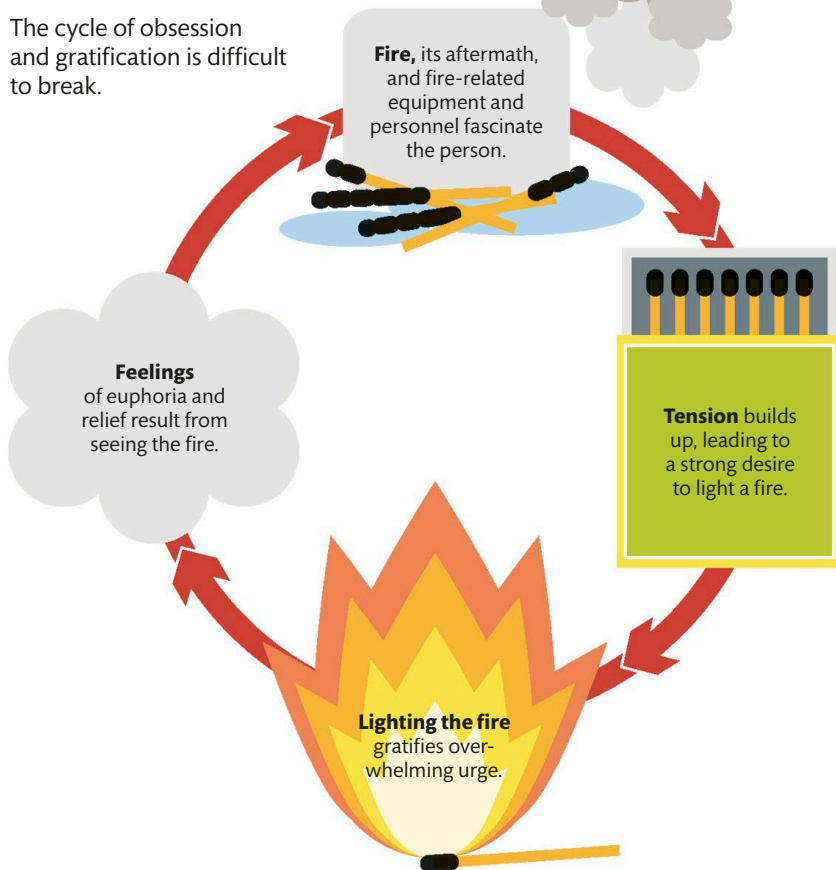 The cycle of obsession
and gratification is difficult
to break.
Fire, its aftermath,
and fire-related
equipment and
personnel fascinate
the person.
Tension builds
up, leading to
a strong desire
to light a fire.
Lighting the fire
gratifies over-
whelming urge.
Feelings
of euphoria and
relief result from
seeing the fire.